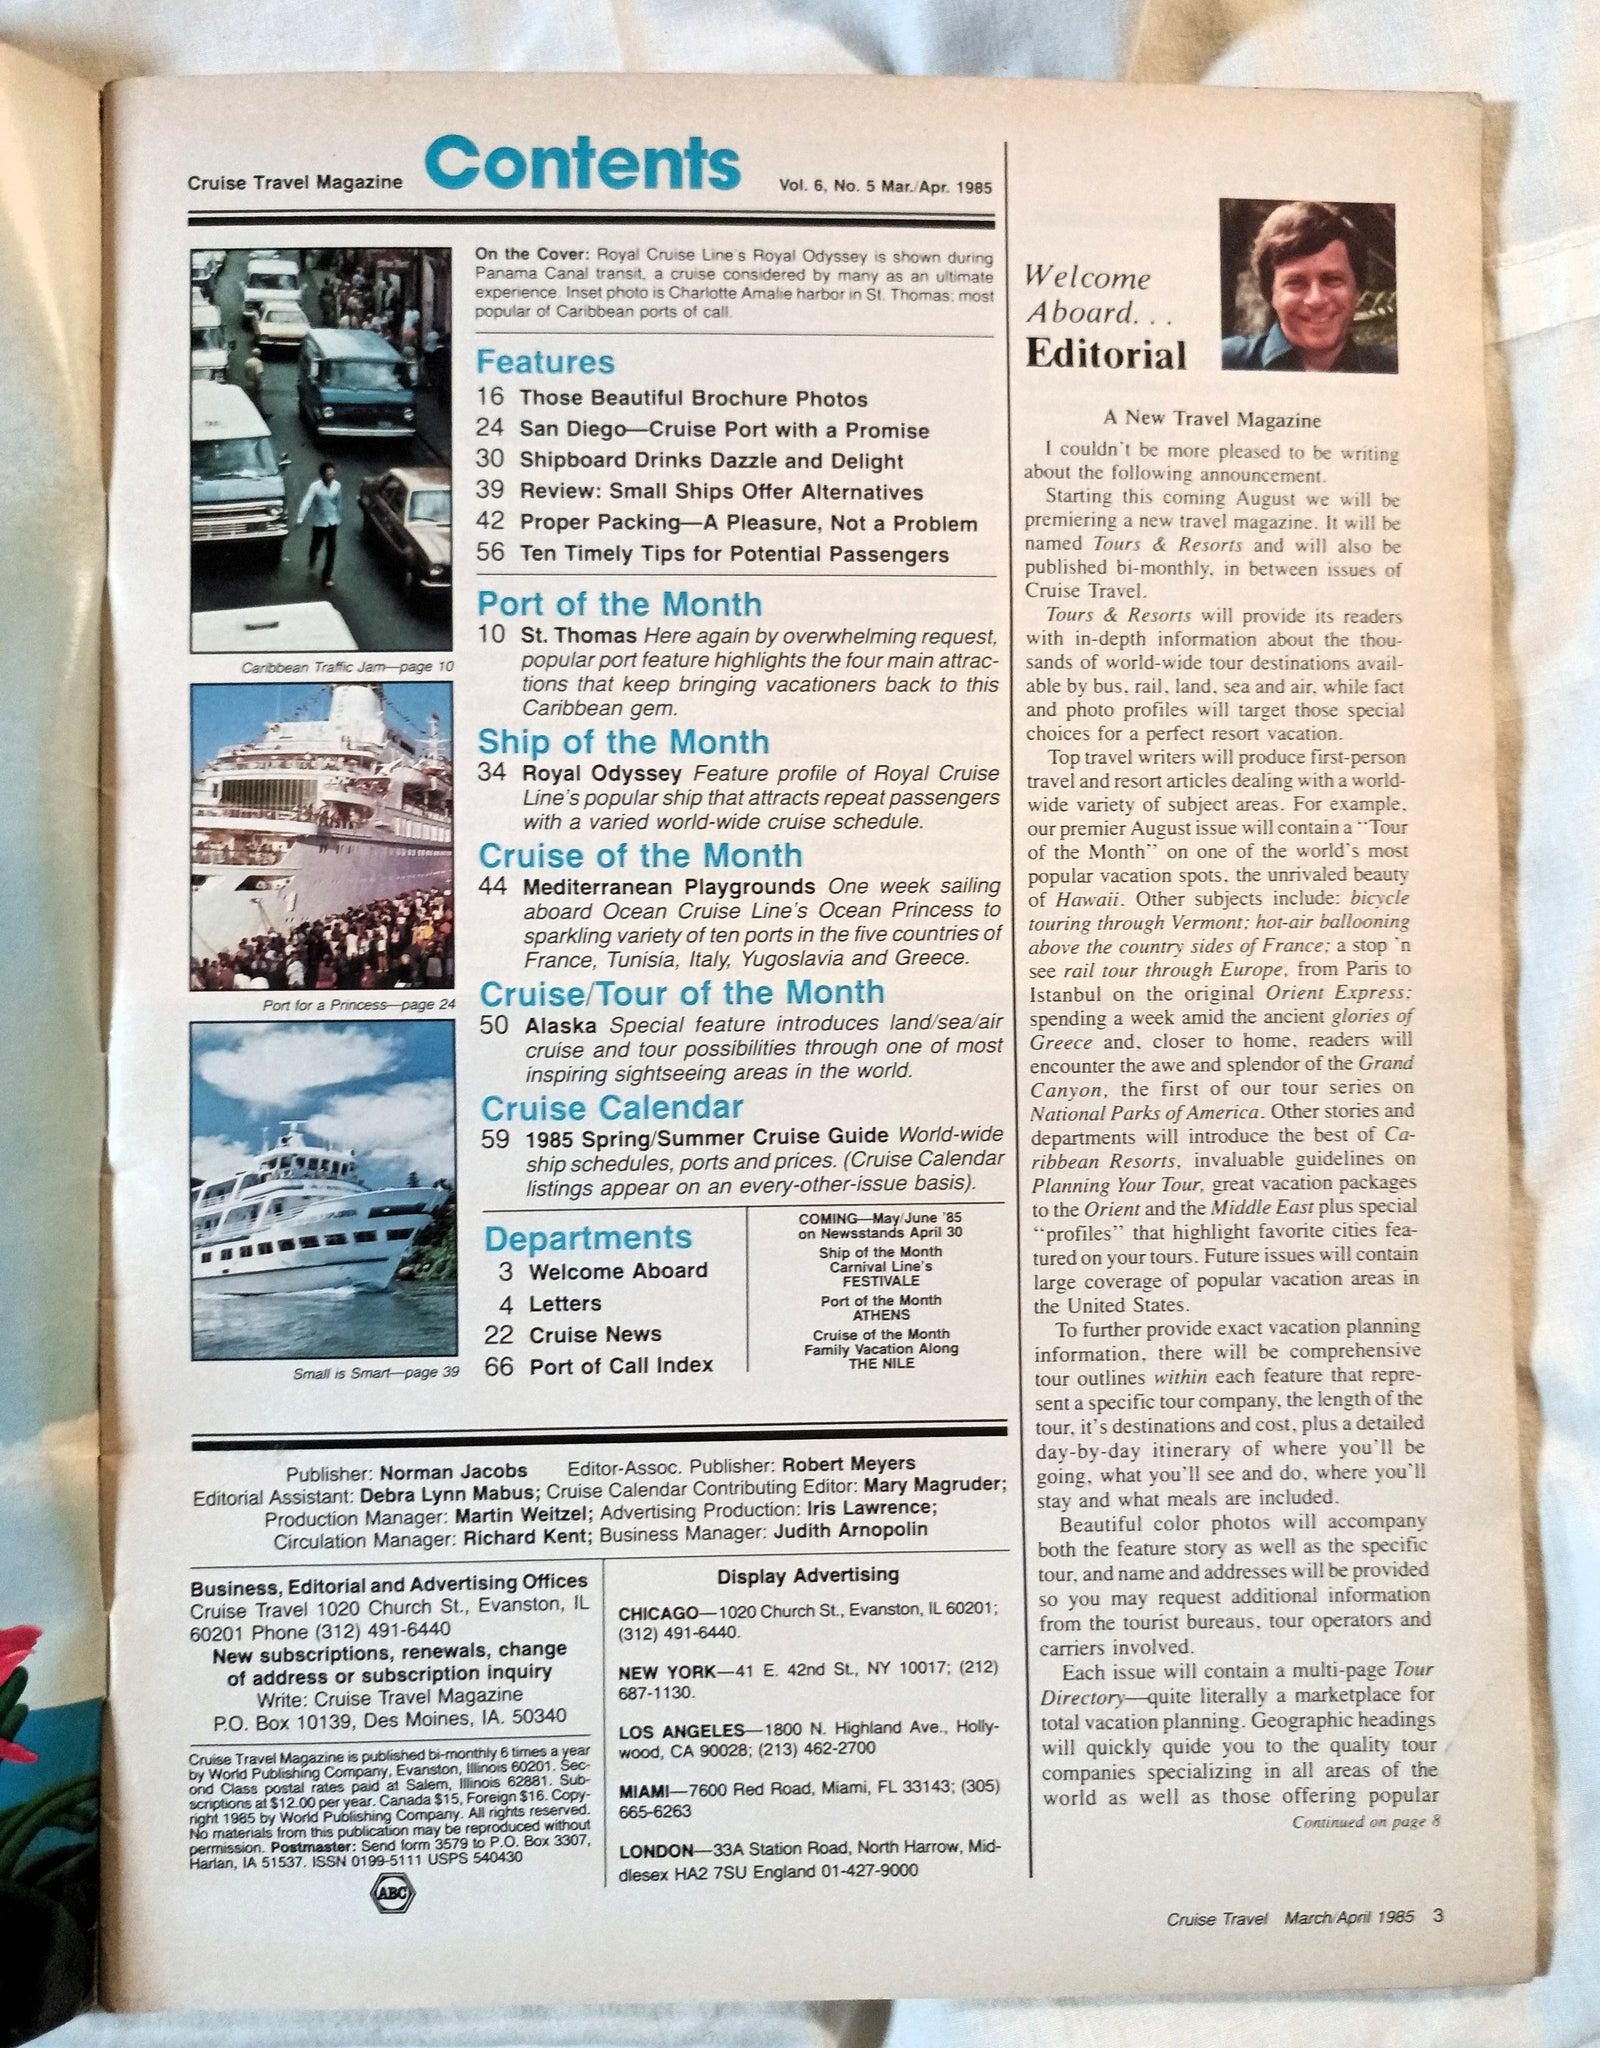 Cruise Travel Magazine Contents Vol. 6, No. 5 Mar./Apr. 1985
Caribbean Traffic Jam—page 10
Port for a Princess—page 24
Small is Smart—page 39
On the Cover: Royal Cruise Line's Royal Odyssey is shown during
Panama Canal transit, a cruise considered by many as an ultimate
experience. Inset photo is Charlotte Amalie harbor in St. Thomas; most
popular of Caribbean ports of call.
Features
16 Those Beautiful Brochure Photos
24 San Diego—Cruise Port with a Promise
30 Shipboard Drinks Dazzle and Delight
39 Review: Small Ships Offer Alternatives
42 Proper Packing—A Pleasure, Not a Problem
56 Ten Timely Tips for Potential Passengers
Port of the Month
10 St. Thomas Here again by overwhelming request,
popular port feature highlights the four main attrac-
tions that keep bringing vacationers back to this
Caribbean gem.
Ship of the Month
34 Royal Odyssey Feature profile of Royal Cruise
Line's popular ship that attracts repeat passengers
with a varied world-wide cruise schedule.
Cruise of the Month
44 Mediterranean Playgrounds One week sailing
aboard Ocean Cruise Line's Ocean Princess to
sparkling variety of ten ports in the five countries of
France, Tunisia, Italy, Yugoslavia and Greece.
Cruise/Tour of the Month
50 Alaska Special feature introduces land/sea/air
cruise and tour possibilities through one of most
inspiring sightseeing areas in the world.
Cruise Calendar
59 1985 Spring/Summer Cruise Guide World-wide
ship schedules, ports and prices. (Cruise Calendar
listings appear on an every-other-issue basis).
Departments
3 Welcome Aboard
4 Letters
22 Cruise News
66 Port of Call Index
COMING—May/June '85
on Newsstands April 30
Ship of the Month
Carnival Line's
FESTIVALE
Port of the Month
ATHENS
Cruise of the Month
Family Vacation Along
THE NILE
Publisher: Norman Jacobs Editor-Assoc. Publisher: Robert Meyers
Editorial Assistant: Debra Lynn Mabus; Cruise Calendar Contributing Editor: Mary Magruder;
Production Manager: Martin Weitzel; Advertising Production: Iris Lawrence;
Circulation Manager: Richard Kent; Business Manager: Judith Arnopolin
Business, Editorial and Advertising Offices
Cruise Travel 1020 Church St., Evanston, IL
60201 Phone (312) 491-6440
New subscriptions, renewals, change
of address or subscription inquiry
Write: Cruise Travel Magazine
P.O. Box 10139, Des Moines, IA. 50340
Cruise Travel Magazine is published bi-monthly 6 times a year
by World Publishing Company, Evanston, Illinois 60201. Sec-
ond Class postal rates paid at Salem, Illinois 62881. Sub-
scriptions at $12.00 per year. Canada $15, Foreign $16. Copy-
right 1985 by World Publishing Company. All rights reserved.
No materials from this publication may be reproduced without
permission. Postmaster: Send form 3579 to P.O. Box 3307,
Harlan, IA 51537. ISSN 0199-5111 USPS 540430
ABC
Display Advertising
CHICAGO—1020 Church St., Evanston, IL 60201;
(312) 491-6440.
NEW YORK—41 E. 42nd St., NY 10017; (212)
687-1130.
LOS ANGELES—1800 N. Highland Ave., Holly-
wood, CA 90028; (213) 462-2700
MIAMI—7600 Red Road, Miami, FL 33143; (305)
665-6263
LONDON—33A Station Road, North Harrow, Mid-
dlesex HA2 7SU England 01-427-9000
Welcome
Aboard. . .
Editorial
A New Travel Magazine
I couldn't be more pleased to be writing
about the following announcement.
Starting this coming August we will be
premiering a new travel magazine. It will be
named Tours & Resorts and will also be
published bi-monthly, in between issues of
Cruise Travel.
Tours & Resorts will provide its readers
with in-depth information about the thou-
sands of world-wide tour destinations avail-
able by bus, rail, land, sea and air, while fact
and photo profiles will target those special
choices for a perfect resort vacation.
Top travel writers will produce first-person
travel and resort articles dealing with a world-
wide variety of subject areas. For example,
our premier August issue will contain a "Tour
of the Month" on one of the world's most
popular vacation spots, the unrivaled beauty
of Hawaii. Other subjects include: bicycle
touring through Vermont; hot-air ballooning
above the country sides of France; a stop 'n
see rail tour through Europe, from Paris to
Istanbul on the original Orient Express;
spending a week amid the ancient glories of
Greece and, closer to home, readers will
encounter the awe and splendor of the Grand
Canyon, the first of our tour series on
National Parks of America. Other stories and
departments will introduce the best of Ca-
ribbean Resorts, invaluable guidelines on
Planning Your Tour, great vacation packages
to the Orient and the Middle East plus special
"profiles" that highlight favorite cities fea-
tured on your tours. Future issues will contain
large coverage of popular vacation areas in
the United States.
To further provide exact vacation planning
information, there will be comprehensive
tour outlines within each feature that repre-
sent a specific tour company, the length of the
tour, it's destinations and cost, plus a detailed
day-by-day itinerary of where you'll be
going, what you'll see and do, where you'll
stay and what meals are included.
Beautiful color photos will accompany
both the feature story as well as the specific
tour, and name and addresses will be provided
so you may request additional information
from the tourist bureaus, tour operators and
carriers involved.
Each issue will contain a multi-page Tour
Directory—quite literally a marketplace for
total vacation planning. Geographic headings
will quickly guide you to the quality tour
companies specializing in all areas of the
world as well as those offering popular
Continued on page 8
Cruise Travel March/April 1985 3